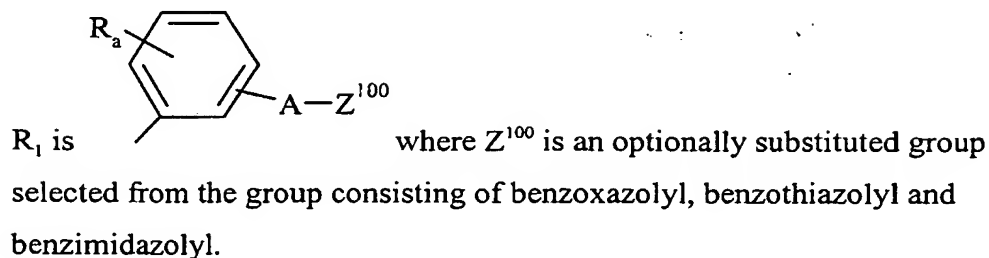 Rₐ
A—Z¹⁰⁰
R₁ is where Z¹⁰⁰ is an optionally substituted group
selected from the group consisting of benzoxazolyl, benzothiazolyl and
benzimidazolyl.